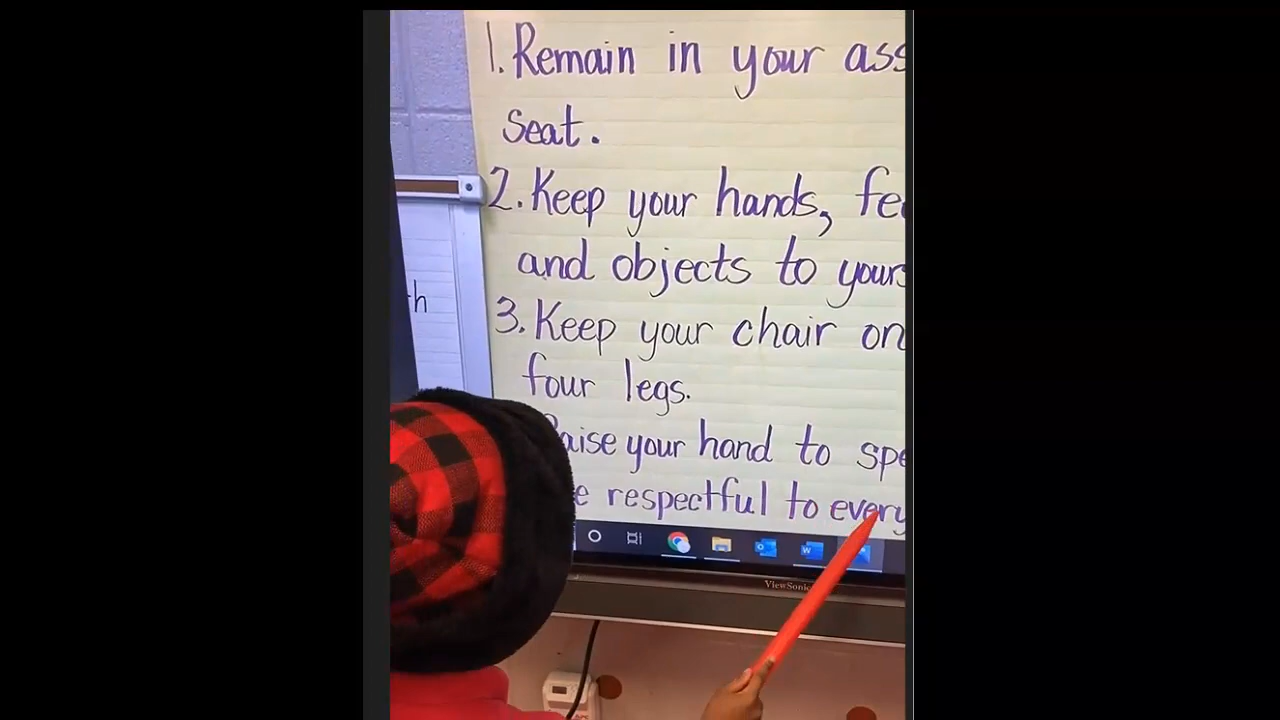 1. Remain in your ass
seat.
2. Keep your hands, fe
and objects to yours
3. Keep your chair on
four legs.
aise your hand to spe
e respectful to every
h
ViewSonic